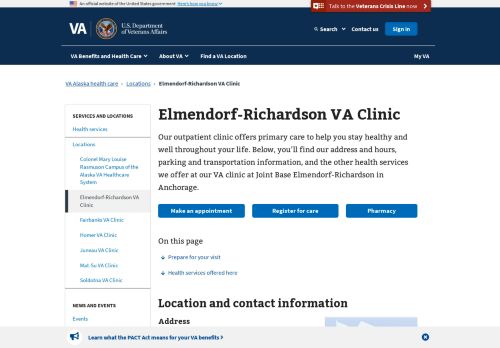 An official website of the United States government Here's how you know
Talk to the Veterans Crisis Line now
VA
U.S. Department
of Veterans Affairs
Search
Contact us
Sign in
VA Benefits and Health Care
About VA
Find a VA Location
My VA
VA Alaska health care › Locations › Elmendorf-Richardson VA Clinic
SERVICES AND LOCATIONS
Health services
Locations
Colonel Mary Louise
Rasmuson Campus of the
Alaska VA Healthcare
System
Elmendorf-Richardson VA
Clinic
Fairbanks VA Clinic
Homer VA Clinic
Juneau VA Clinic
Mat-Su VA Clinic
Soldotna VA Clinic
NEWS AND EVENTS
Events
Elmendorf-Richardson VA Clinic
Our outpatient clinic offers primary care to help you stay healthy and
well throughout your life. Below, you'll find our address and hours,
parking and transportation information, and the other health services
we offer at our VA clinic at Joint Base Elmendorf-Richardson in
Anchorage.
Make an appointment
Register for care
Pharmacy
On this page
Prepare for your visit
Health services offered here
Location and contact information
Address
Learn what the PACT Act means for your VA benefits